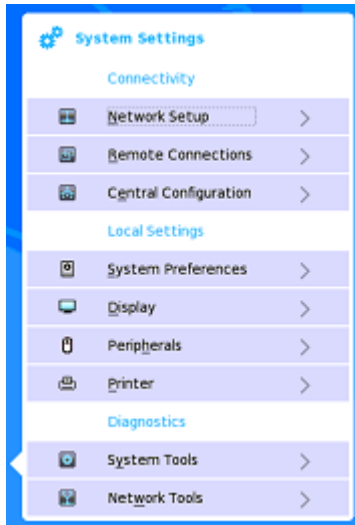 System Settings
Connectivity
Network Setup
Remote Connections
Central Configuration
Local Settings
System Preferences
Display
Peripherals
Printer
Diagnostics
System Tools
Network Tools